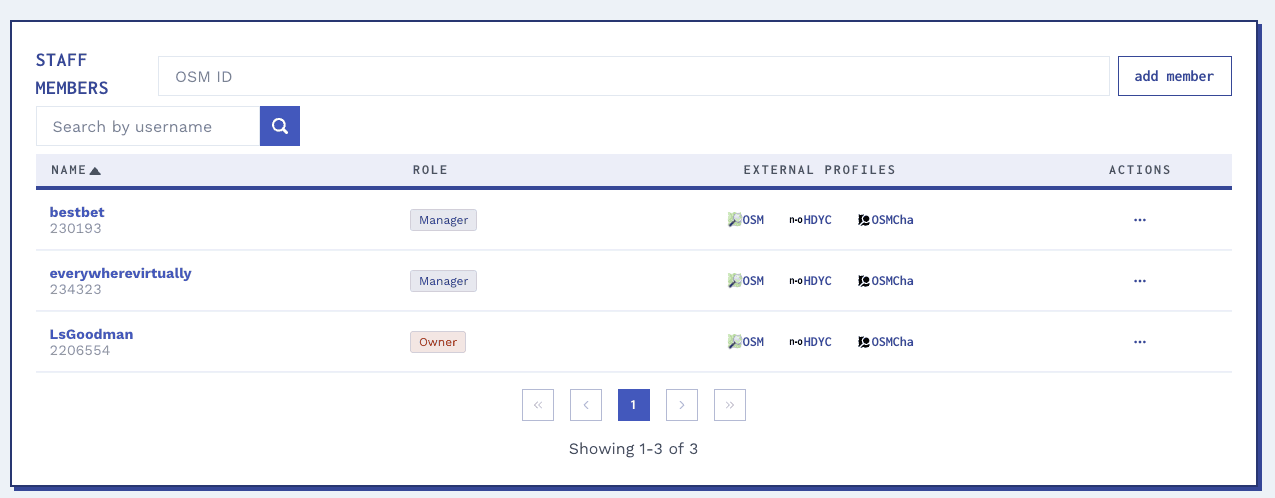 STAFF
MEMBERS
OSM ID
add member
Search by username
NAME ROLE EXTERNAL PROFILES ACTIONS
bestbet
230193
Manager
OSM HDYC OSMCha
everywherevirtually
234323
Manager
OSM HDYC OSMCha
LsGoodman
2206554
Owner
OSM HDYC OSMCha
« ‹ 1 › »
Showing 1-3 of 3